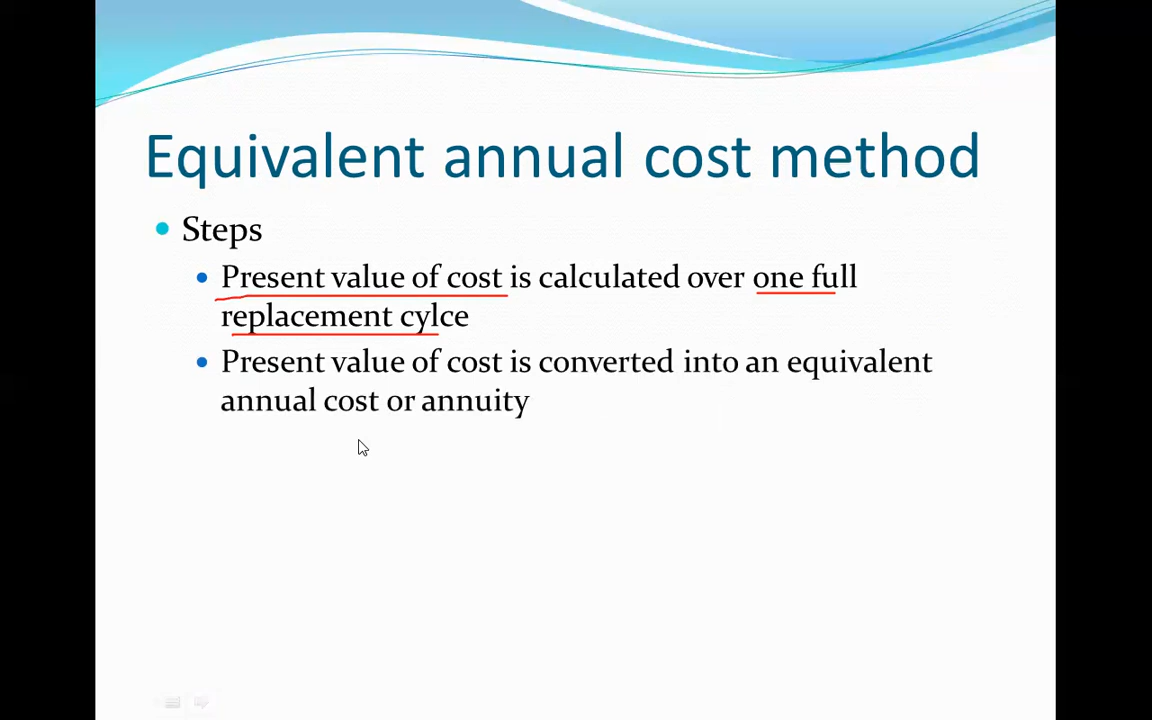 Equivalent annual cost method
Steps
Present value of cost is calculated over one full
replacement cylce
Present value of cost is converted into an equivalent
annual cost or annuity